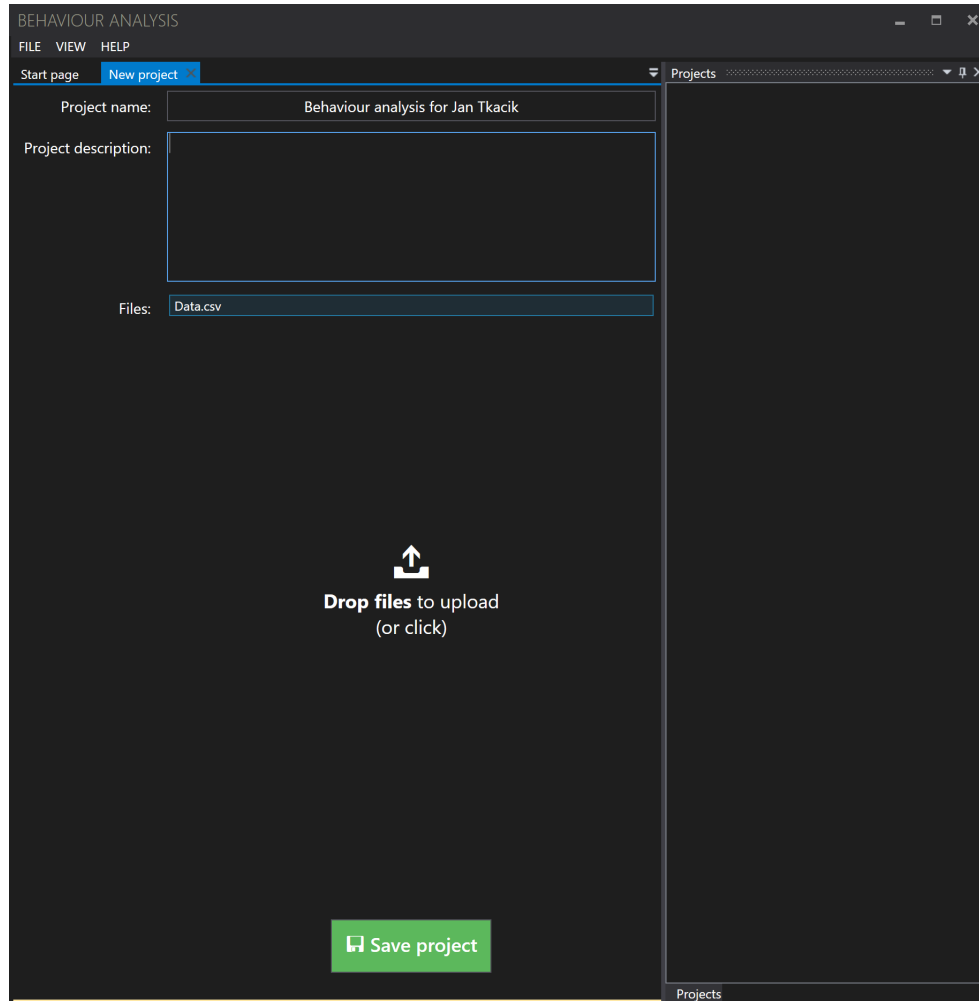 BEHAVIOUR ANALYSIS
FILE VIEW HELP
Start page New project
Projects
Project name: Behaviour analysis for Jan Tkacik
Project description:
Files: Data.csv
Drop files to upload
(or click)
Save project
Projects